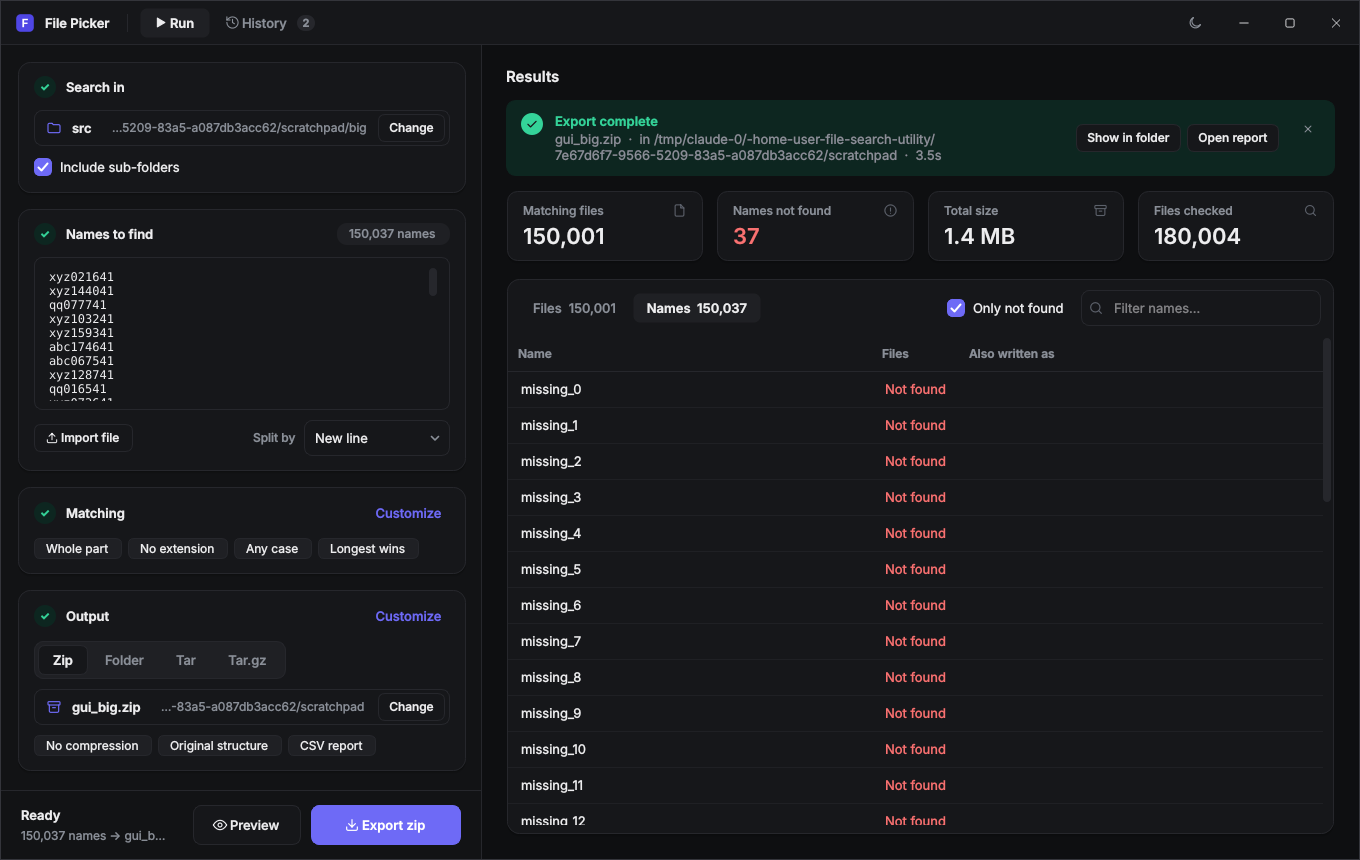 F File Picker Run History 2
Search in
src ...5209-83a5-a087db3acc62/scratchpad/big Change
Include sub-folders
Names to find 150,037 names
xyz021641
xyz144041
qq077741
xyz103241
xyz159341
abc174641
abc067541
xyz128741
qq016541
Import file Split by New line
Matching Customize
Whole part No extension Any case Longest wins
Output Customize
Zip Folder Tar Tar.gz
gui_big.zip ...-83a5-a087db3acc62/scratchpad Change
No compression Original structure CSV report
Ready
150,037 names → gui_b...
Preview Export zip
Results
Export complete
gui_big.zip · in /tmp/claude-0/-home-user-file-search-utility/
7e67d6f7-9566-5209-83a5-a087db3acc62/scratchpad · 3.5s
Show in folder Open report
Matching files
150,001
Names not found
37
Total size
1.4 MB
Files checked
180,004
Files 150,001 Names 150,037 Only not found Filter names...
Name Files Also written as
missing_0 Not found
missing_1 Not found
missing_2 Not found
missing_3 Not found
missing_4 Not found
missing_5 Not found
missing_6 Not found
missing_7 Not found
missing_8 Not found
missing_9 Not found
missing_10 Not found
missing_11 Not found
missing_12 Not found